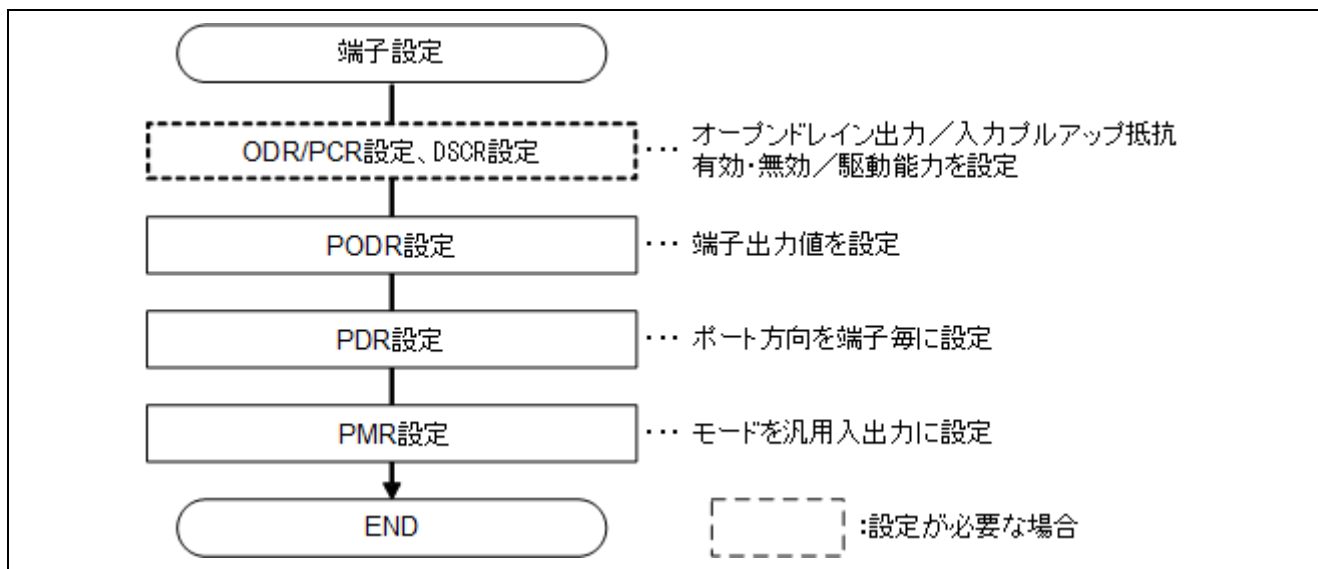 端子設定
ODR/PCR設定、DSCR設定
・・・ オープンドレイン出力／入力プルアップ抵抗
有効・無効／駆動能力を設定
PODR設定
・・・ 端子出力値を設定
PDR設定
・・・ ポート方向を端子毎に設定
PMR設定
・・・ モードを汎用入出力に設定
END
:設定が必要な場合